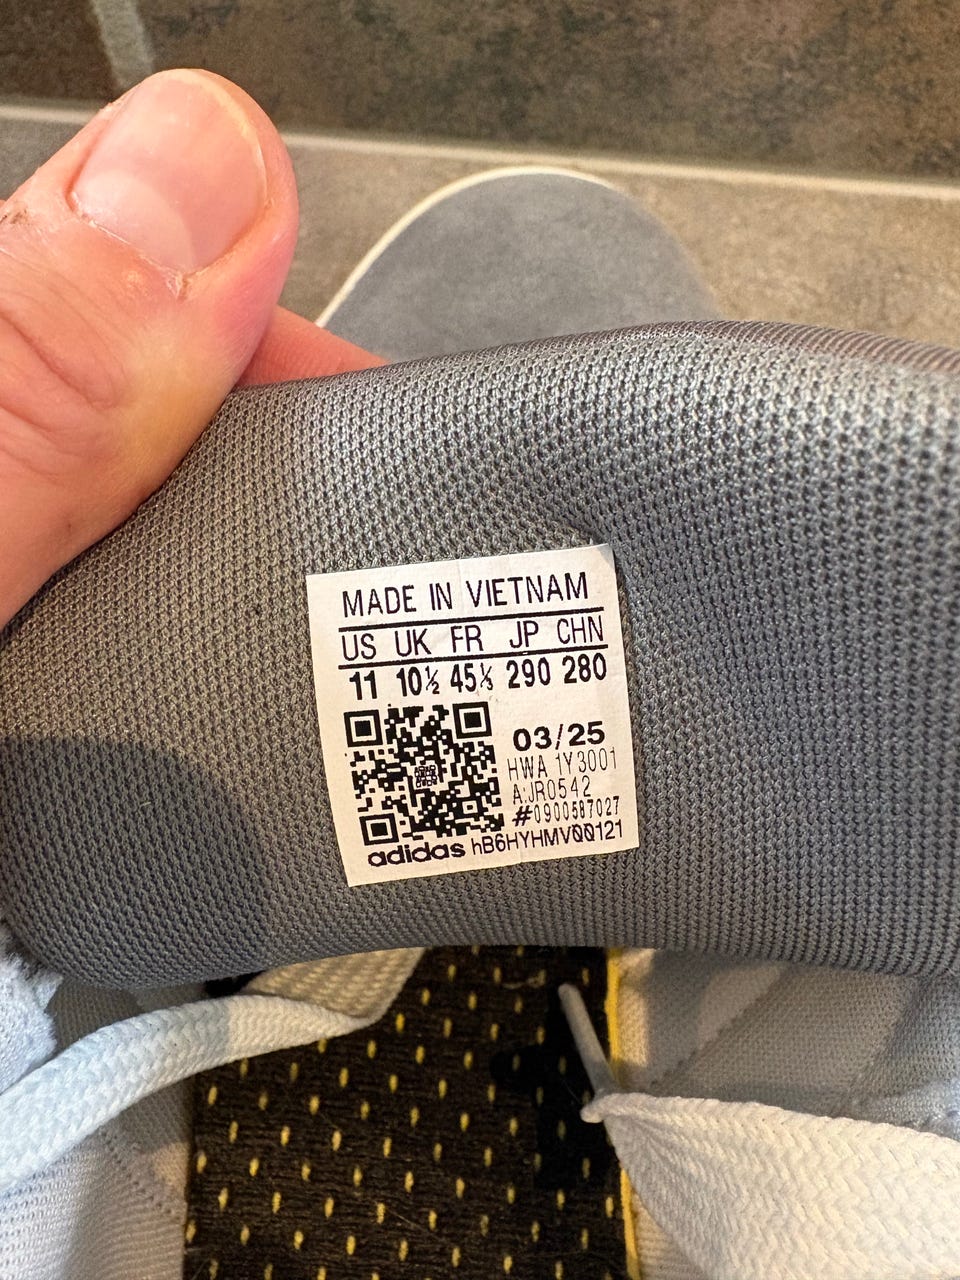 MADE IN VIETNAM
US UK FR JP CHN
11 10½ 45⅓ 290 280
03/25
HWA 1Y3001
A:JR0542
#0900587027
adidas hB6HYHMV00121